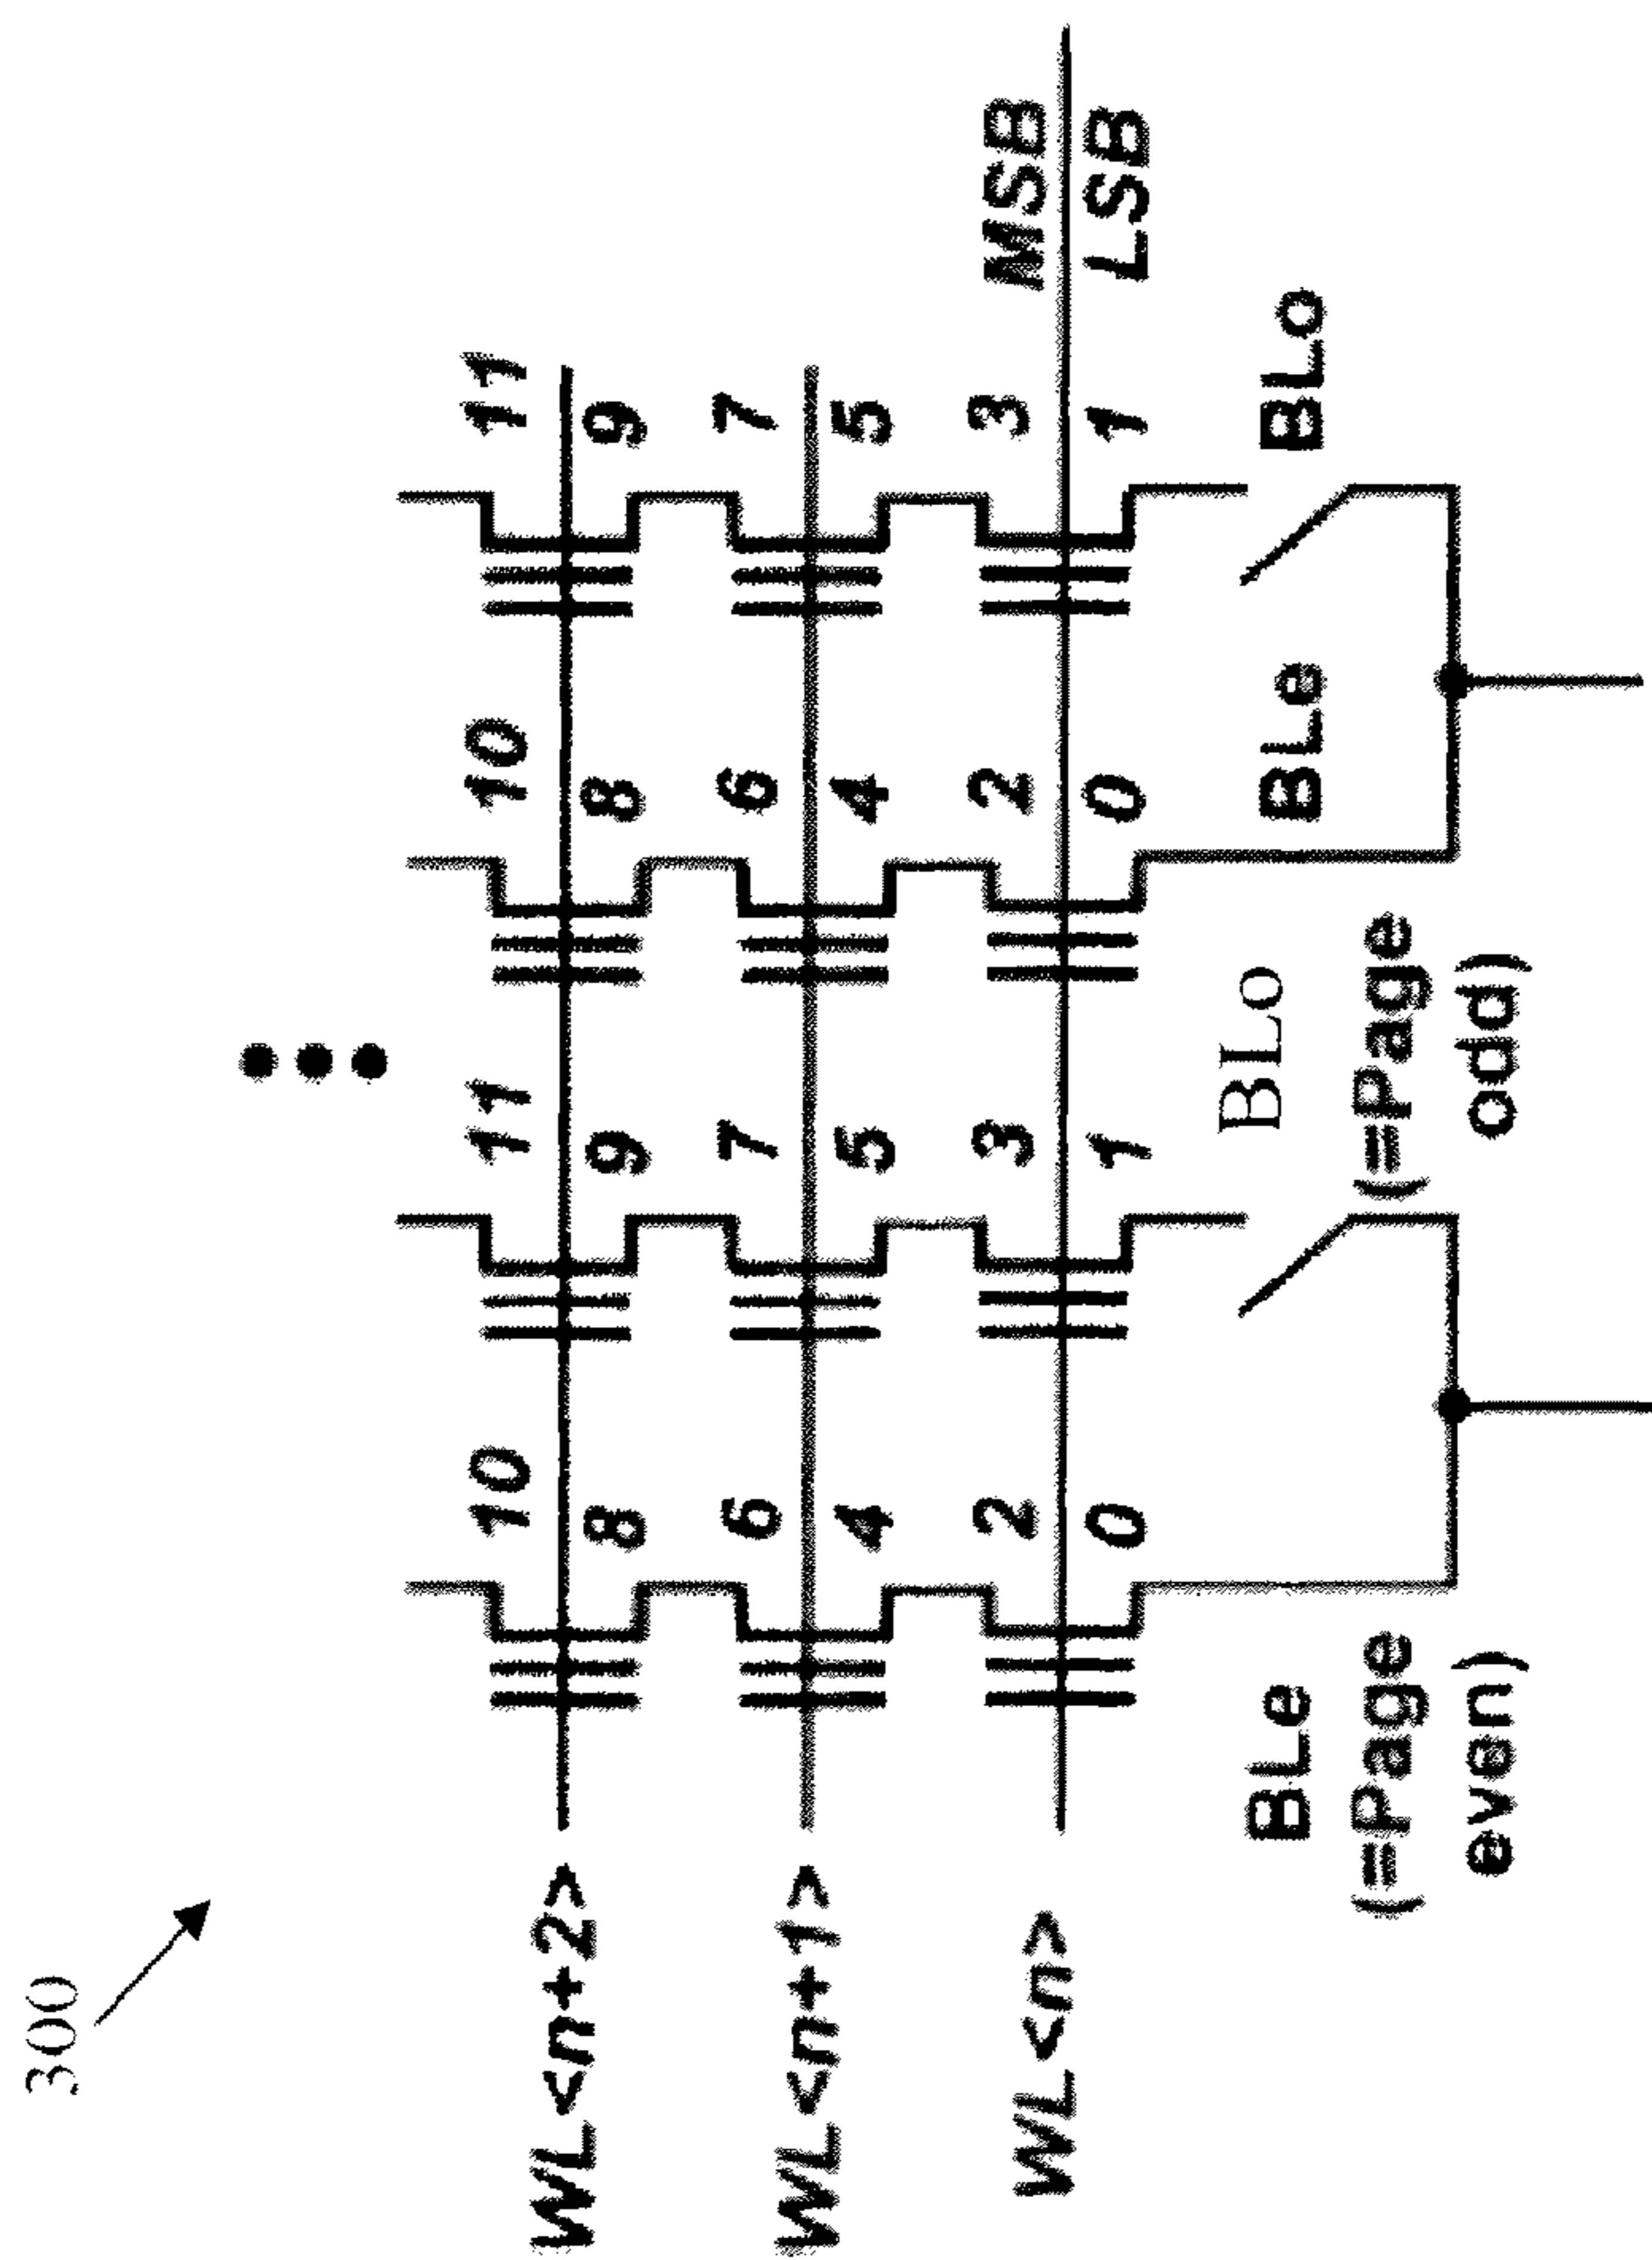 300
10 11 10 11
WL<n+2>
8 9 8 9
6 7 6 7
WL<n+1>
4 5 4 5
2 3 2 3 MSB
WL<n>
0 1 0 1 LSB
BLe
(=Page
even)
BLo
(=Page
odd)
BLe
BLo